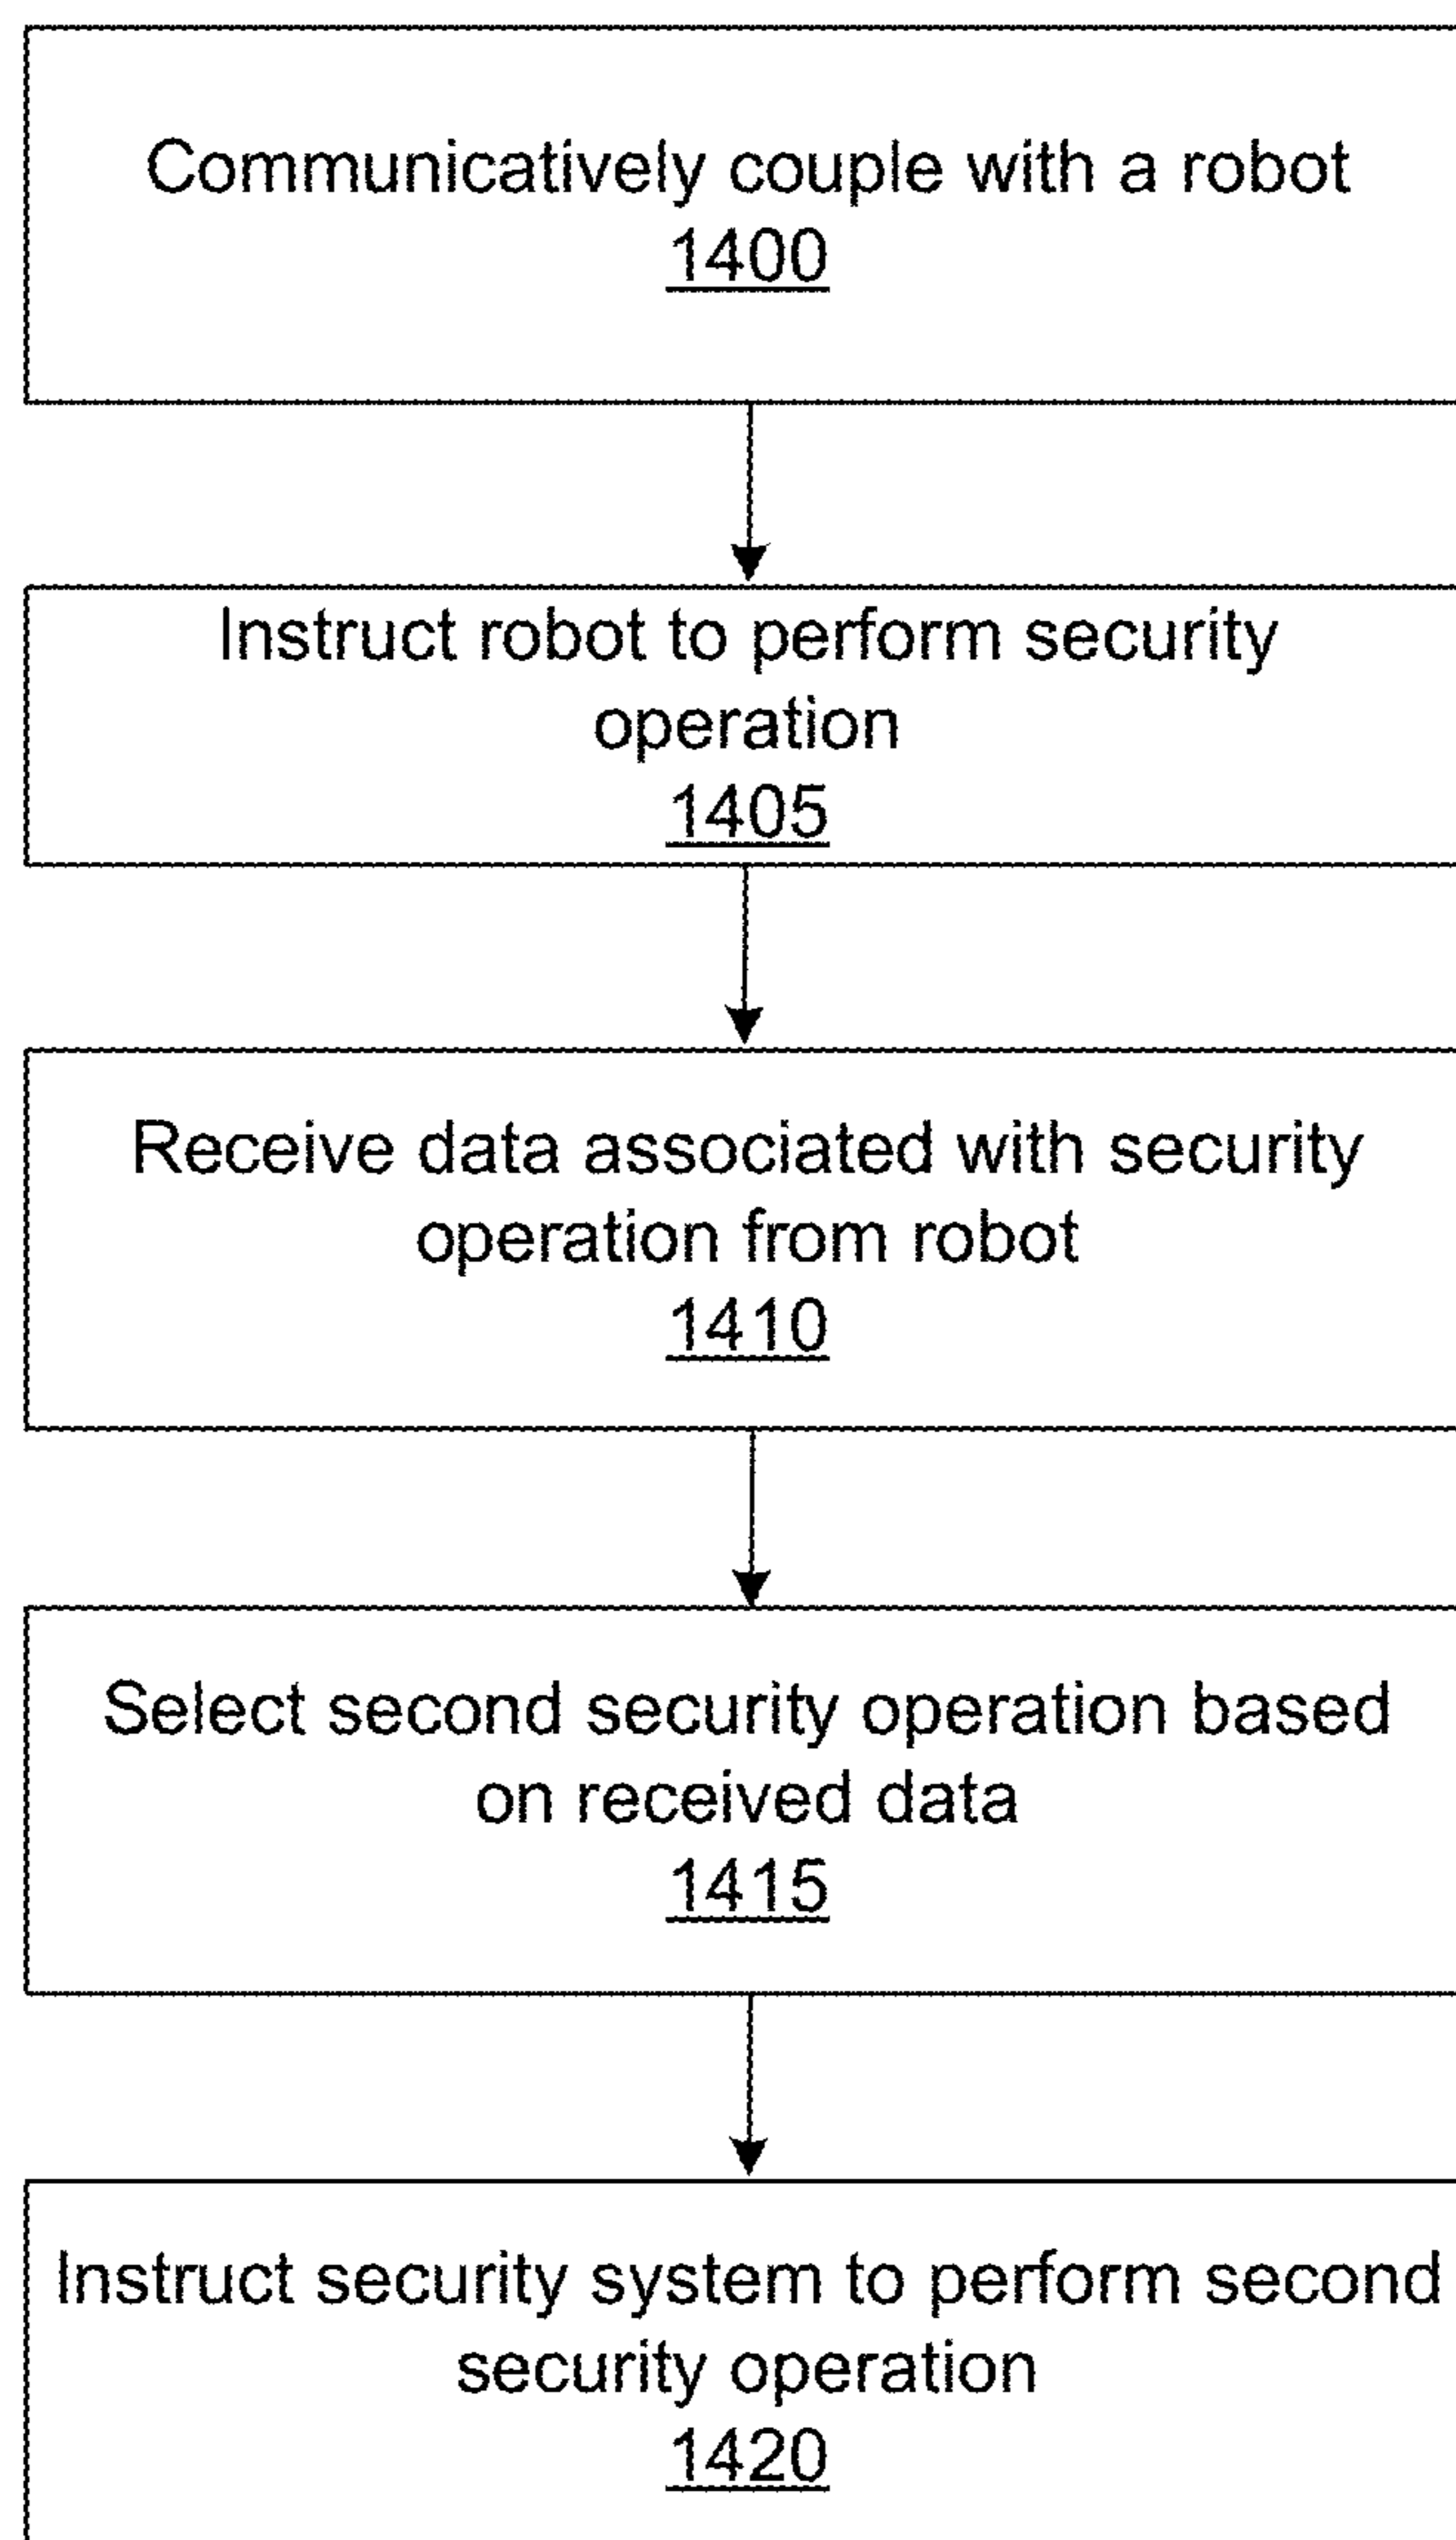 Communicatively couple with a robot
1400
Instruct robot to perform security
operation
1405
Receive data associated with security
operation from robot
1410
Select second security operation based
on received data
1415
Instruct security system to perform second
security operation
1420